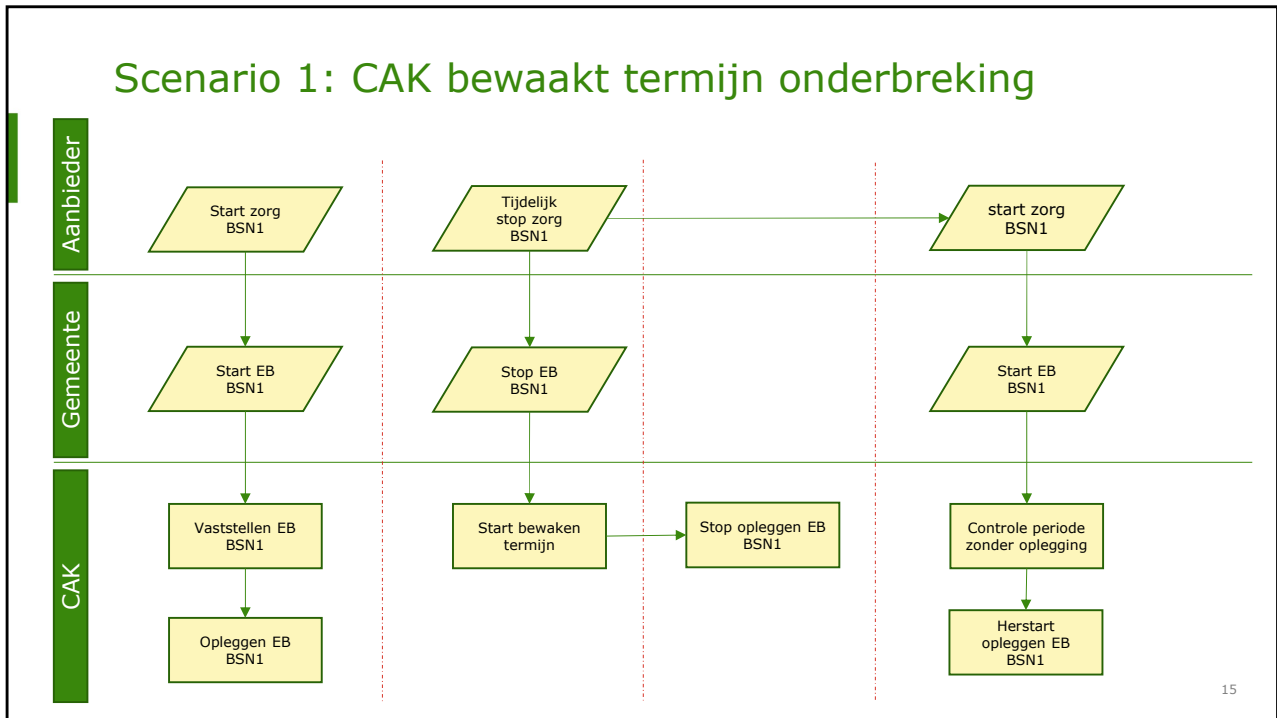 Scenario 1: CAK bewaakt termijn onderbreking
Aanbieder
Start zorg
BSN1
Tijdelijk
stop zorg
BSN1
start zorg
BSN1
Gemeente
Start EB
BSN1
Stop EB
BSN1
Start EB
BSN1
CAK
Vaststellen EB
BSN1
Start bewaken
termijn
Stop opleggen EB
BSN1
Controle periode
zonder oplegging
Opleggen EB
BSN1
Herstart
opleggen EB
BSN1
15